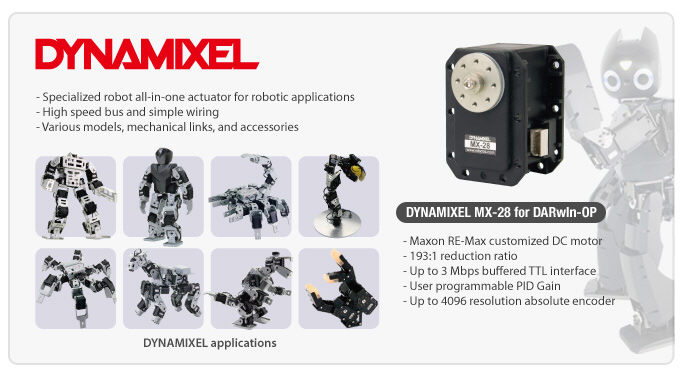 DYNAMIXEL
- Specialized robot all-in-one actuator for robotic applications
- High speed bus and simple wiring
- Various models, mechanical links, and accessories
DYNAMIXEL applications
DYNAMIXEL
MX-28
DYNAMIXEL MX-28 for DARwIn-OP
- Maxon RE-Max customized DC motor
- 193:1 reduction ratio
- Up to 3 Mbps buffered TTL interface
- User programmable PID Gain
- Up to 4096 resolution absolute encoder